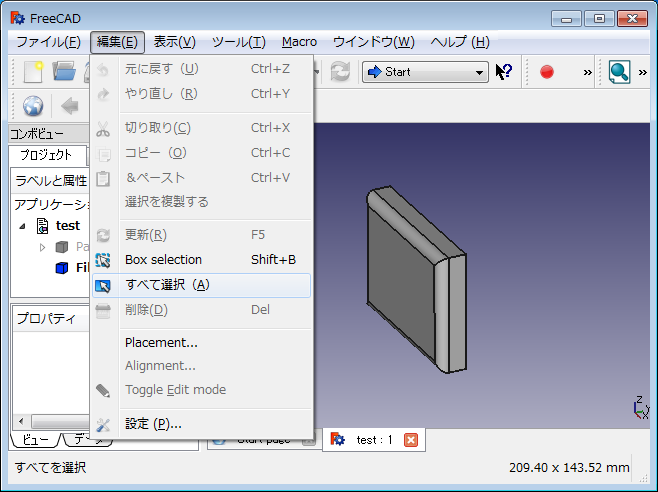 FreeCAD
ファイル(F) 編集(E) 表示(V) ツール(T) Macro ウインドウ(W) ヘルプ (H)
Start
コンボビュー
プロジェクト
ラベルと属性
アプリケーショ
test
Pa
Fil
プロパティ
ビュー データ
元に戻す (U) Ctrl+Z
やり直し (R) Ctrl+Y
切り取り(C) Ctrl+X
コピー (O) Ctrl+C
&ペースト Ctrl+V
選択を複製する
更新(R) F5
Box selection Shift+B
すべて選択 (A)
削除(D) Del
Placement...
Alignment...
Toggle Edit mode
設定 (P)...
Z
X
Start page
test : 1
すべてを選択 209.40 x 143.52 mm